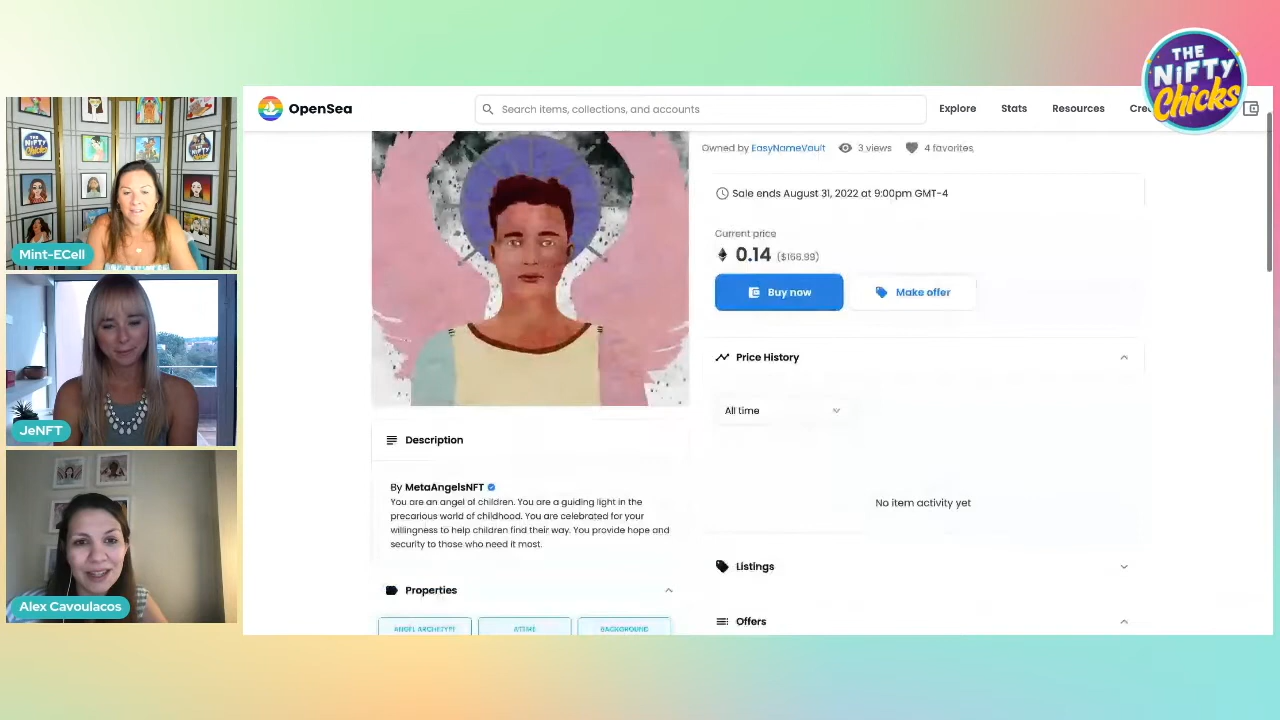 THE
NiFTY
Chicks
OpenSea
Search items, collections, and accounts
Explore
Stats
Resources
Owned by EasyNameVault
3 views
4 favorites
Sale ends August 31, 2022 at 9:00pm GMT-4
Current price
0.14 ($166.99)
Buy now
Make offer
Price History
All time
No item activity yet
Listings
Offers
Description
By MetaAngelsNFT
You are an angel of children. You are a guiding light in the
precarious world of childhood. You are celebrated for your
willingness to help children find their way. You provide hope and
security to those who need it most.
Properties
ANGEL ARCHETYPE
BACKGROUND
THE
NIFTY
Mint-ECell
JeNFT
Alex Cavoulacos